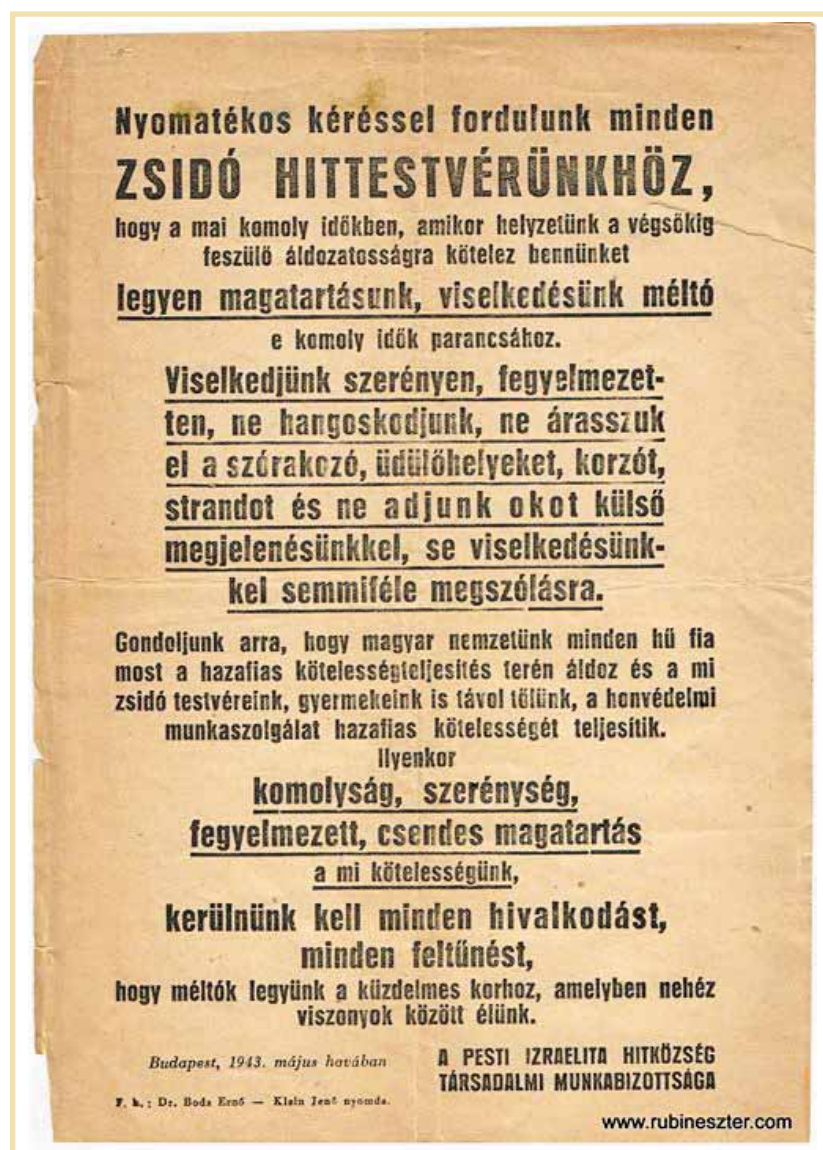 Nyomatékos kéréssel fordulunk minden
ZSIDÓ HITTESTVÉRÜNKHÖZ,
hogy a mai komoly időkben, amikor helyzetünk a végsőkig
feszülő áldozatosságra kötelez bennünket
legyen magatartásunk, viselkedésünk méltó
e komoly idők parancsához.
Viselkedjünk szerényen, fegyelmezet-
ten, ne hangoskodjunk, ne árasszuk
el a szórakozó, üdülőhelyeket, korzót,
strandot és ne adjunk okot külső
megjelenésünkkel, se viselkedésünk-
kel semmiféle megszólásra.
Gondoljunk arra, hogy magyar nemzetünk minden hű fia
most a hazafias kötelességteljesítés terén áldoz és a mi
zsidó testvéreink, gyermekeink is távol tőlünk, a honvédelmi
munkaszolgálat hazafias kötelességét teljesítik.
Ilyenkor
komolyság, szerénység,
fegyelmezett, csendes magatartás
a mi kötelességünk,
kerülnünk kell minden hivalkodást,
minden feltűnést,
hogy méltók legyünk a küzdelmes korhoz, amelyben nehéz
viszonyok között élünk.
Budapest, 1943. május havában
A PESTI IZRAELITA HITKÖZSÉG
TÁRSADALMI MUNKABIZOTTSÁGA
F. k.: Dr. Boda Ernő — Klein Jenő nyomda.
www.rubineszter.com